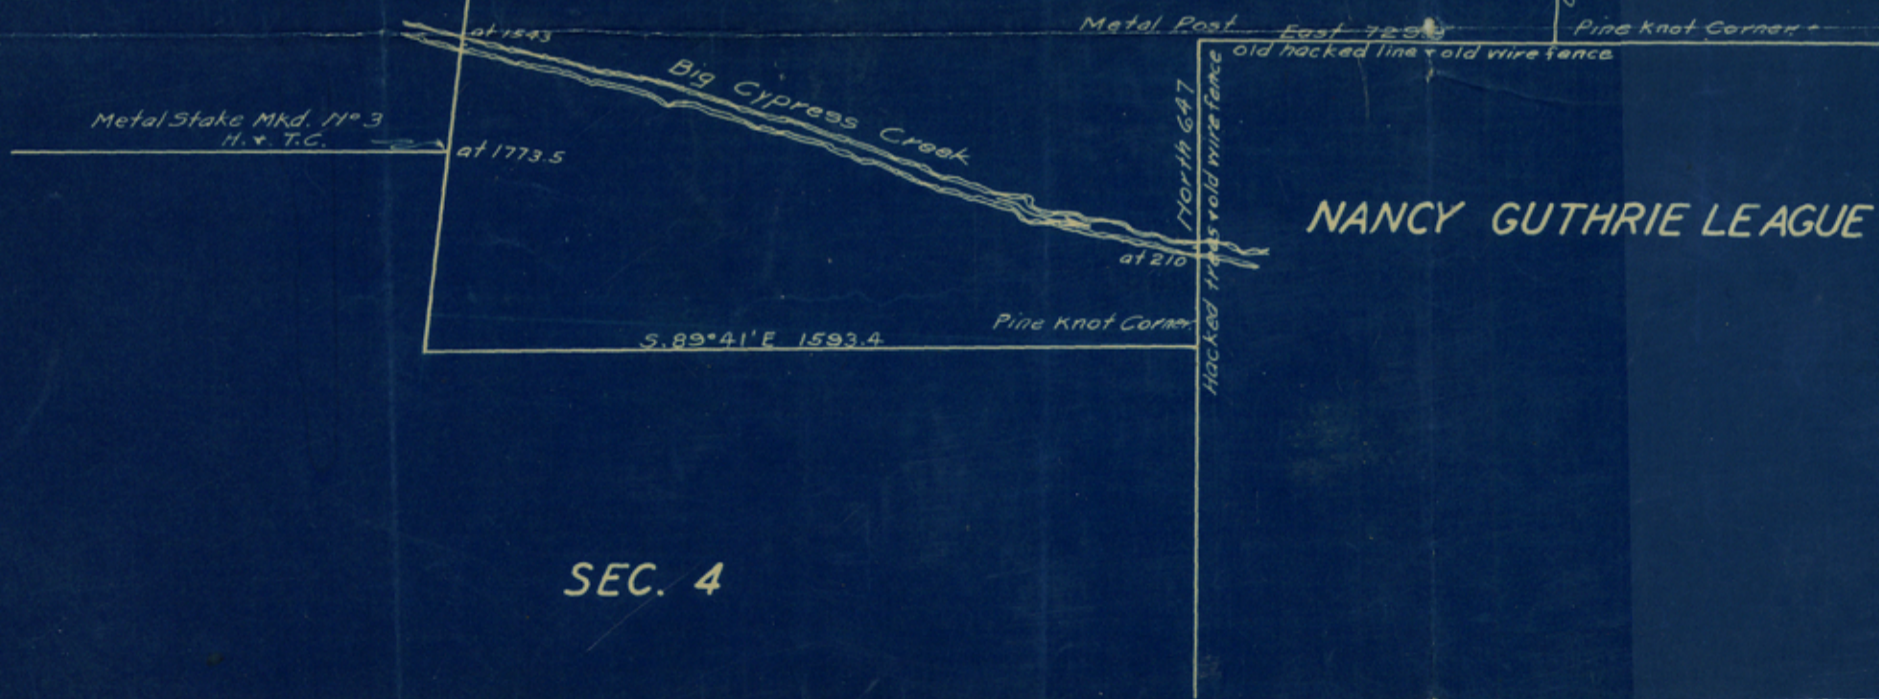 at 1543
Metal Post
East
Pine Knot Corner
old hacked line & old wire fence
Big Cypress Creek
Metal Stake Mkd. No 3
H. & T.C.
at 1773.5
North 647
Hacked trees & old wire fence
NANCY GUTHRIE LEAGUE
at 210
Pine Knot Corner
S. 89°41'E 1593.4
SEC. 4